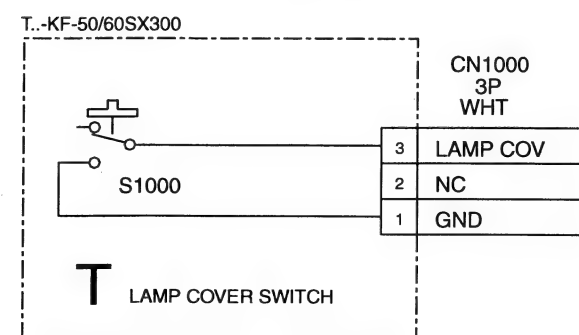 T..-KF-50/60SX300
CN1000
3P
WHT
3 LAMP COV
2 NC
1 GND
S1000
T LAMP COVER SWITCH